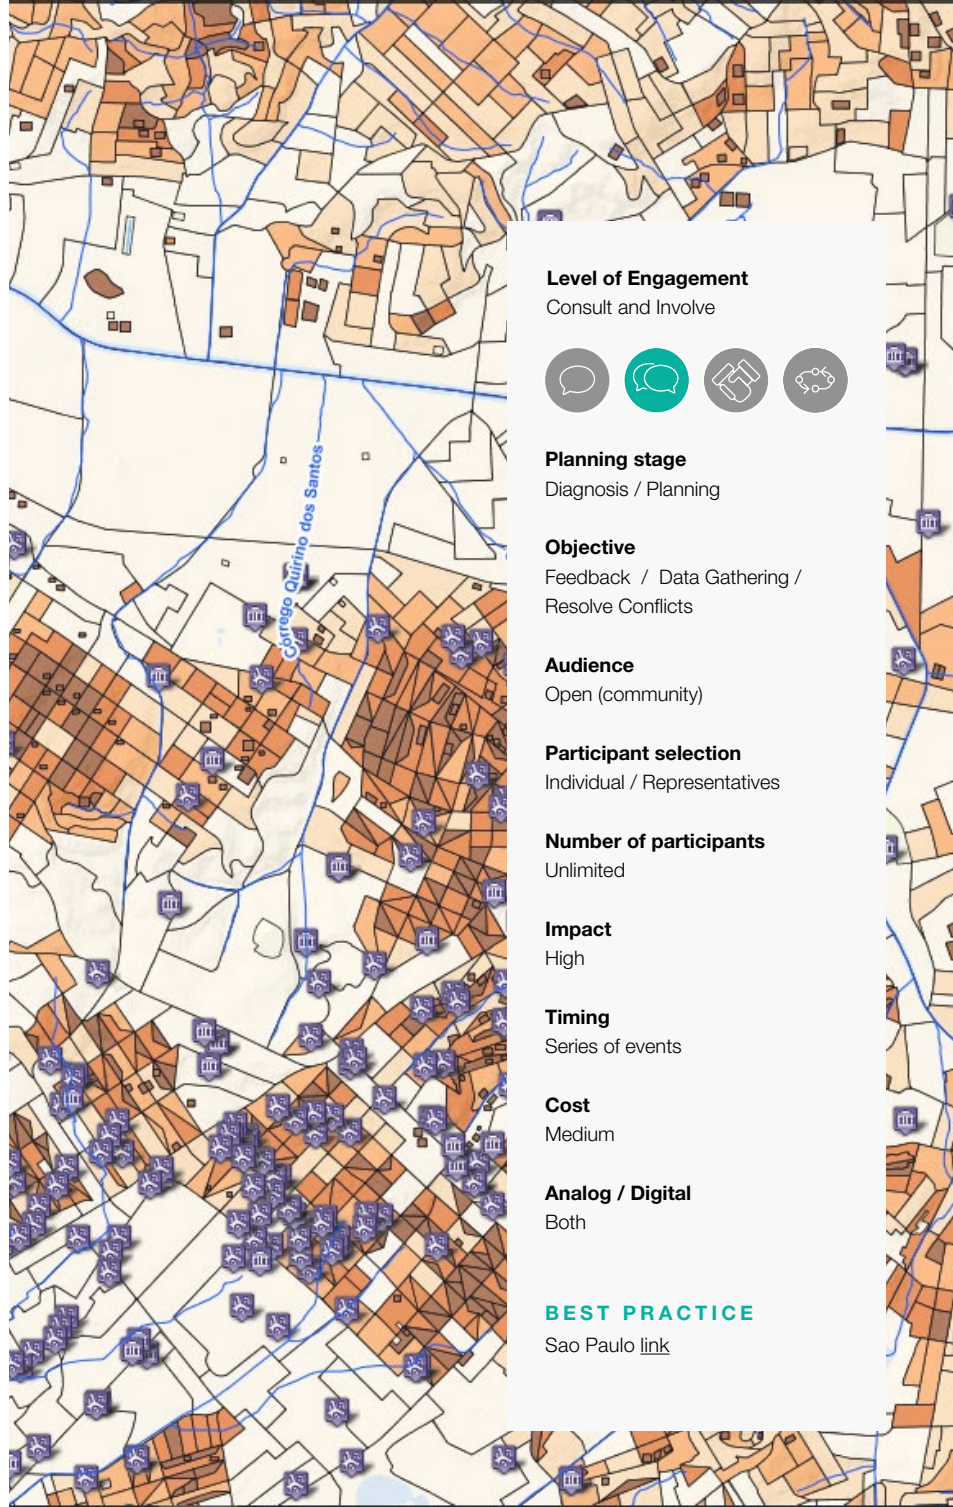 Level of Engagement
Consult and Involve
Planning stage
Diagnosis / Planning
Objective
Feedback / Data Gathering /
Resolve Conflicts
Audience
Open (community)
Participant selection
Individual / Representatives
Number of participants
Unlimited
Impact
High
Timing
Series of events
Cost
Medium
Analog / Digital
Both
BEST PRACTICE
Sao Paulo link
Córrego Quirino dos Santos